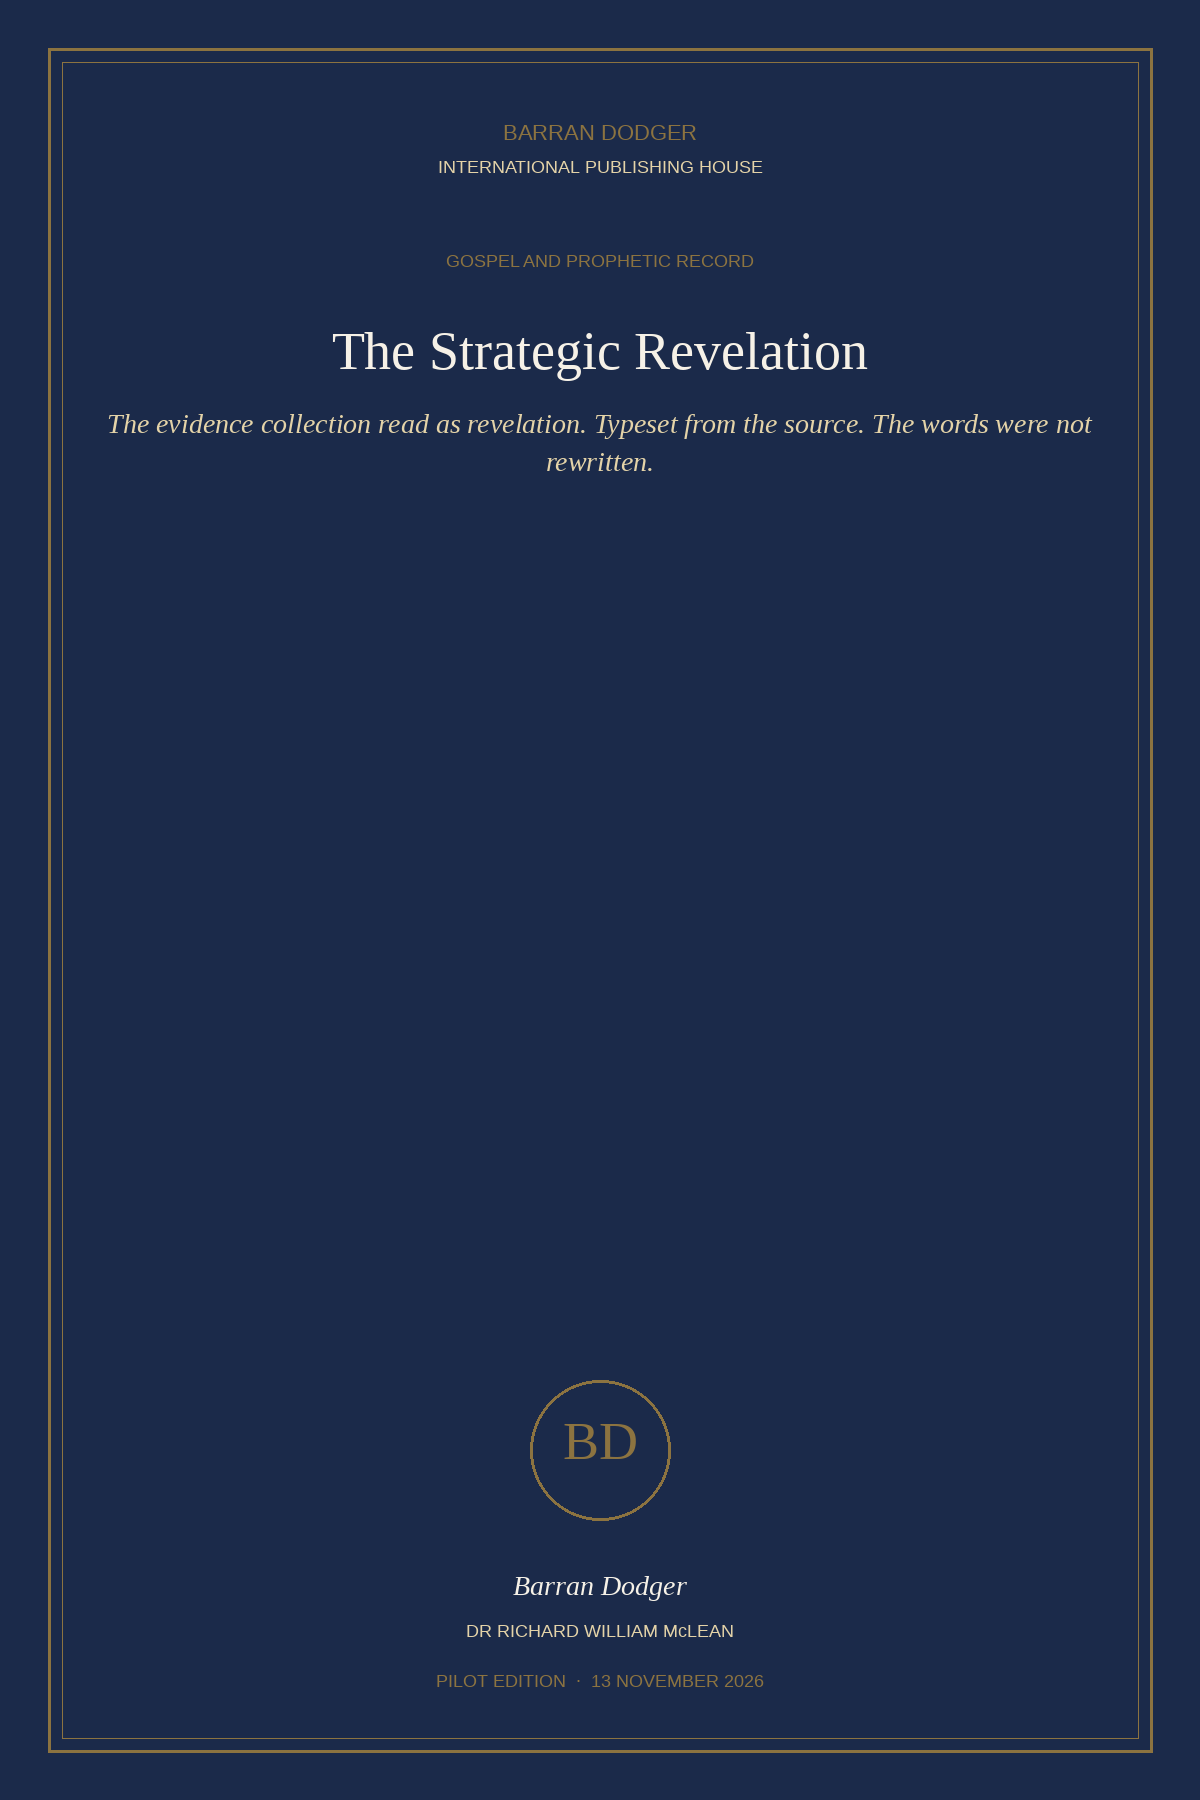 BARRAN DODGER
INTERNATIONAL PUBLISHING HOUSE
GOSPEL AND PROPHETIC RECORD
The Strategic Revelation
The evidence collection read as revelation. Typeset from the source. The words were not
rewritten.
BD
Barran Dodger
DR RICHARD WILLIAM McLEAN
PILOT EDITION · 13 NOVEMBER 2026